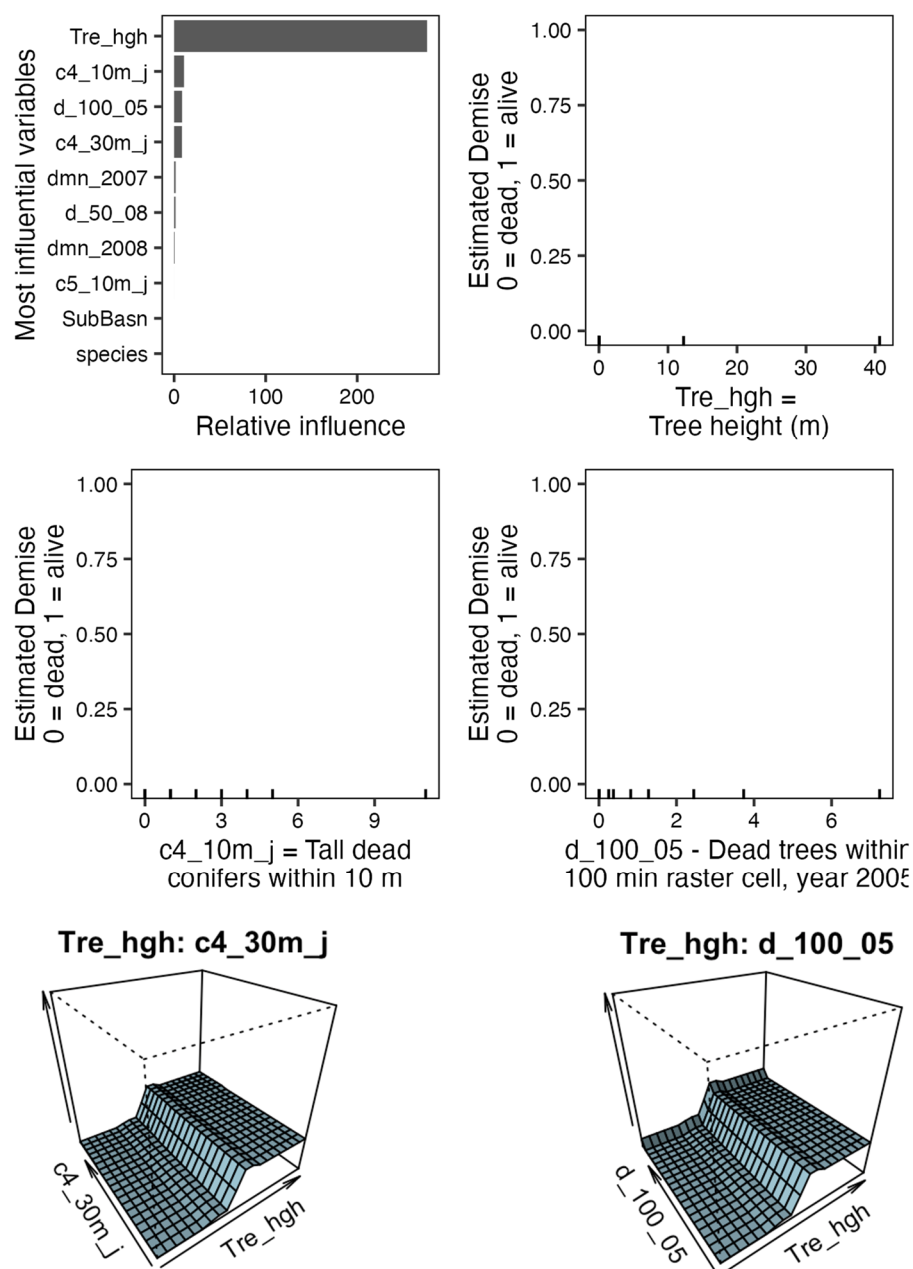 Most influential variables
Tre_hgh
c4_10m_j
d_100_05
c4_30m_j
dmn_2007
d_50_08
dmn_2008
c5_10m_j
SubBasn
species
0 100 200
Relative influence
Estimated Demise
0 = dead, 1 = alive
1.00
0.75
0.50
0.25
0.00
0 10 20 30 40
Tre_hgh =
Tree height (m)
Estimated Demise
0 = dead, 1 = alive
1.00
0.75
0.50
0.25
0.00
0 3 6 9
c4_10m_j = Tall dead
conifers within 10 m
Estimated Demise
0 = dead, 1 = alive
1.00
0.75
0.50
0.25
0.00
0 2 4 6
d_100_05 - Dead trees within
100 min raster cell, year 2005
Tre_hgh: c4_30m_j
c4_30m_j
Tre_hgh
Tre_hgh: d_100_05
d_100_05
Tre_hgh